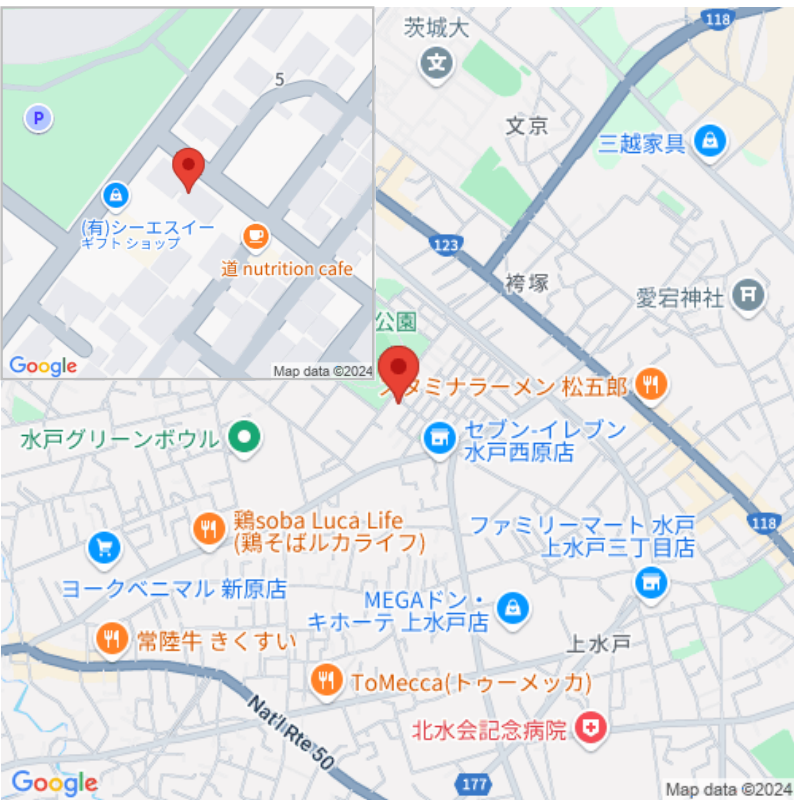 5
P
(有)シーエスイー
ギフト ショップ
道 nutrition cafe
Google
Map data ©2024
118
茨城大
文
文京
三越家具
123
袴塚
愛宕神社
公園
タミナラーメン 松五郎
水戸グリーンボウル
セブン-イレブン
水戸西原店
鶏soba Luca Life
(鶏そばルカライフ)
ファミリーマート 水戸
上水戸三丁目店
118
ヨークベニマル 新原店
MEGAドン・
キホーテ 上水戸店
常陸牛 きくすい
上水戸
ToMecca(トゥーメッカ)
Nat'l Rte 50
北水会記念病院
177
Google
Map data ©2024